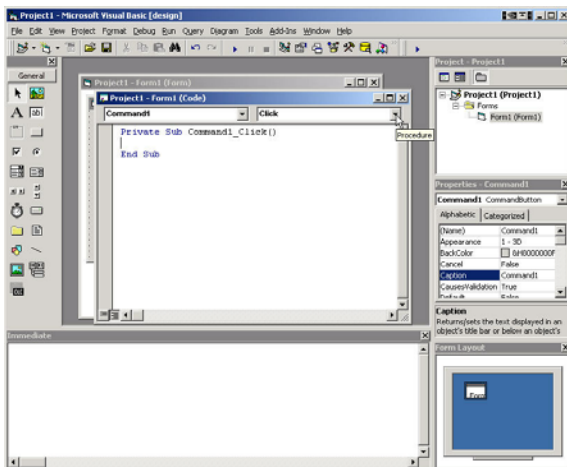 Project1 - Microsoft Visual Basic [design]
File Edit View Project Format Debug Run Query Diagram Tools Add-Ins Window Help
General
Project1 - Form1 (Form)
Project1 - Form1 (Code)
Command1 Click
Procedure
Private Sub Command1_Click()
End Sub
Project - Project1
Project1 (Project1)
Forms
Form1 (Form1)
Properties - Command1
Command1 CommandButton
Alphabetic Categorized
(Name) Command1
Appearance 1 - 3D
BackColor &H8000000F
Cancel False
Caption Command1
CausesValidation True
Default False
Caption
Returns/sets the text displayed in an
object's title bar or below an object's
Immediate
Form Layout
Form